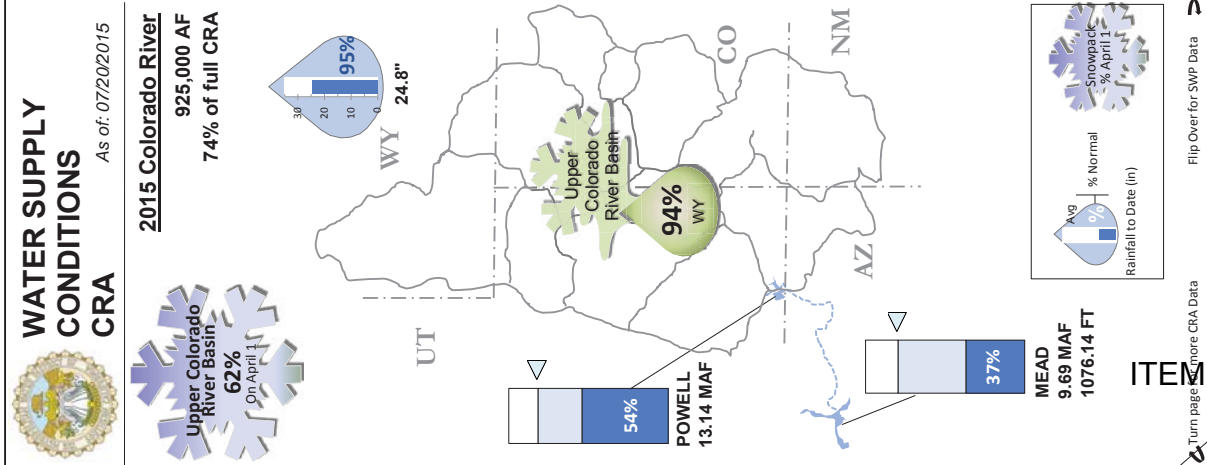 WATER SUPPLY
CONDITIONS
CRA
As of: 07/20/2015
Upper Colorado
River Basin
62%
On April 1
2015 Colorado River
925,000 AF
74% of full CRA
30
20
10
0
95%
24.8"
WY
UT
CO
NM
AZ
Upper
Colorado
River Basin
94%
WY
54%
POWELL
13.14 MAF
37%
MEAD
9.69 MAF
1076.14 FT
Avg
%
% Normal
Rainfall to Date (in)
Snowpack
% April 1
ITEM
Turn page for more CRA Data
Flip Over for SWP Data